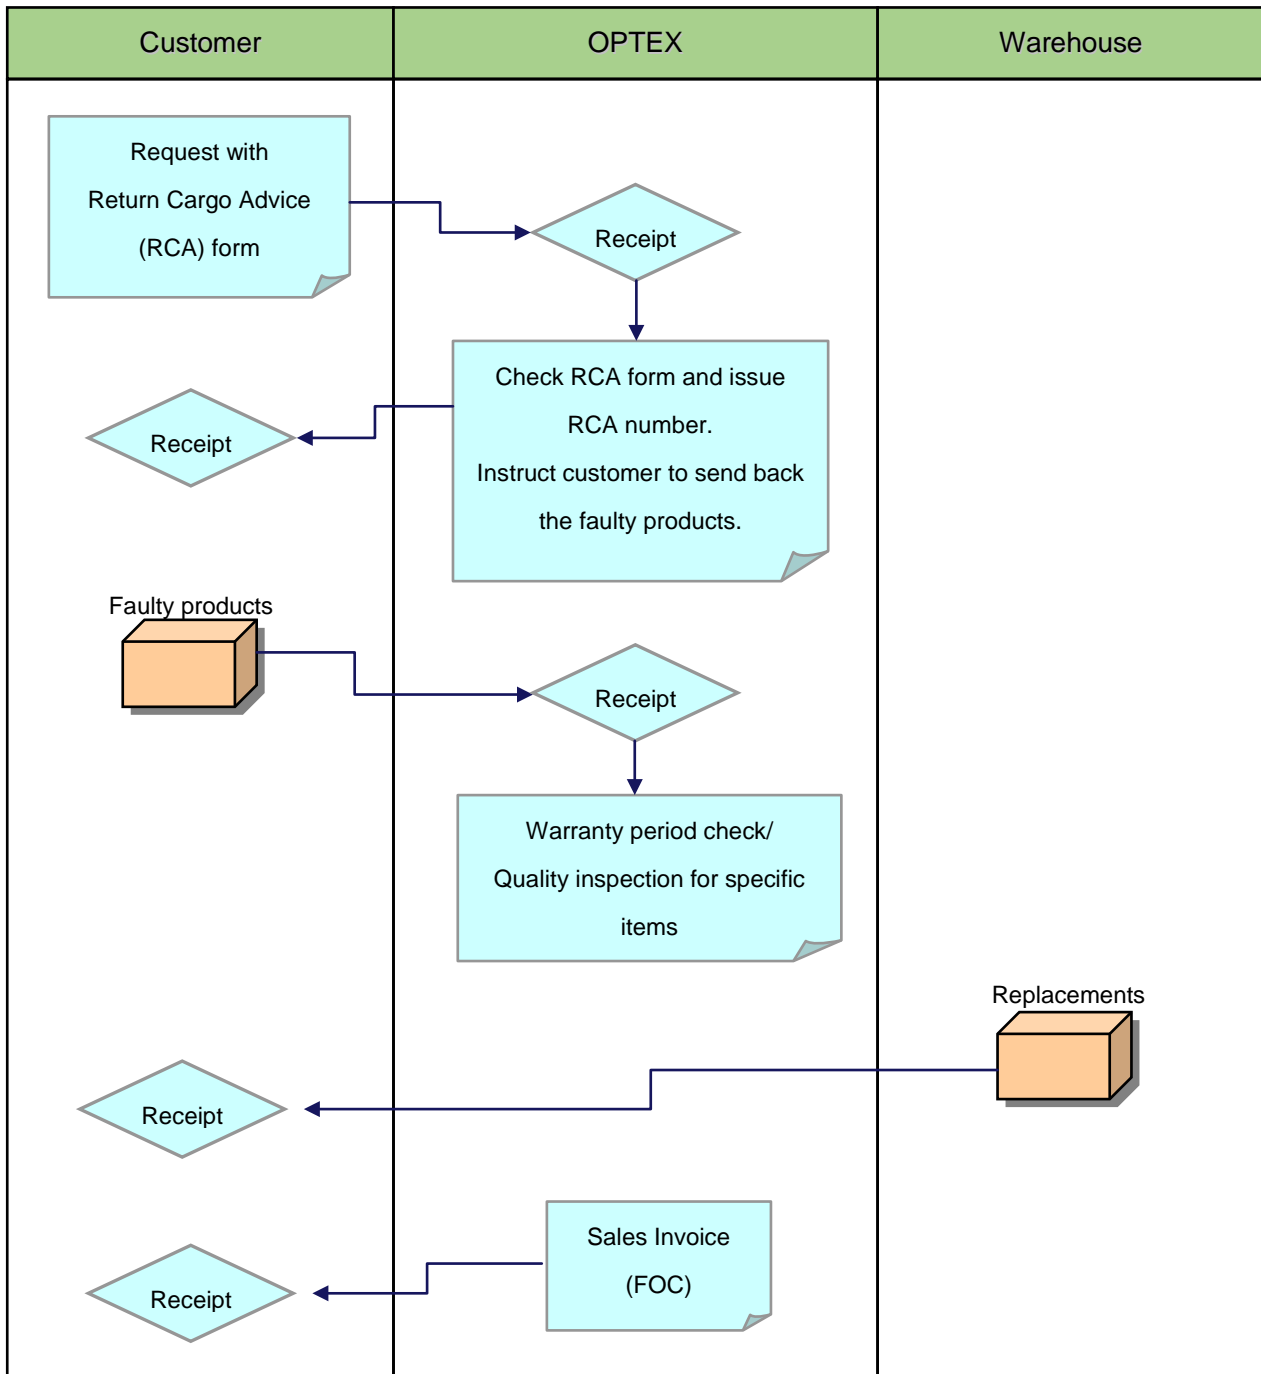 Customer
OPTEX
Warehouse
Request with
Return Cargo Advice
(RCA) form
Receipt
Check RCA form and issue
RCA number.
Instruct customer to send back
the faulty products.
Receipt
Faulty products
Receipt
Warranty period check/
Quality inspection for specific
items
Replacements
Receipt
Sales Invoice
(FOC)
Receipt